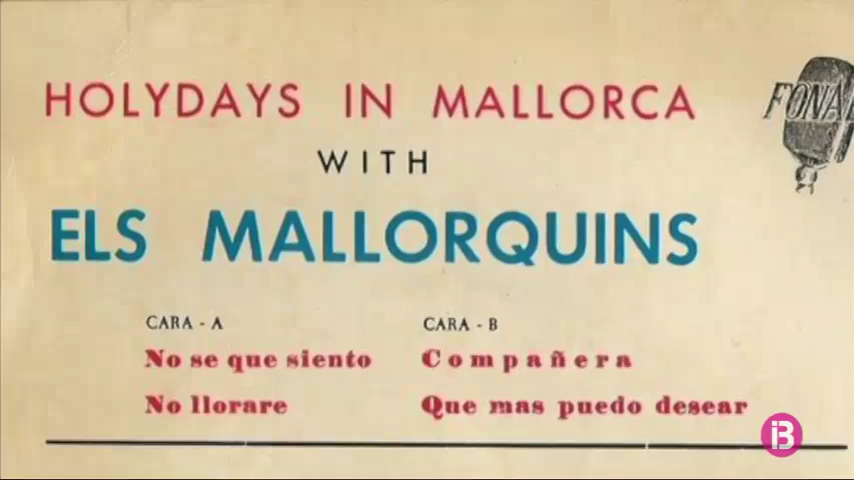 HOLYDAYS IN MALLORCA
WITH
ELS MALLORQUINS
CARA - A
No se que siento
No llorare
CARA - B
Compañera
Que mas puedo desear